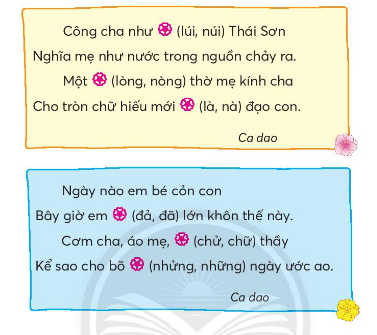 Công cha như (lúi, núi) Thái Sơn
Nghĩa mẹ như nước trong nguồn chảy ra.
Một (lòng, nòng) thờ mẹ kính cha
Cho tròn chữ hiếu mới (là, nà) đạo con.
Ca dao
Ngày nào em bé cỏn con
Bây giờ em (đả, đã) lớn khôn thế này.
Cơm cha, áo mẹ, (chử, chữ) thầy
Kể sao cho bõ (nhửng, những) ngày ước ao.
Ca dao